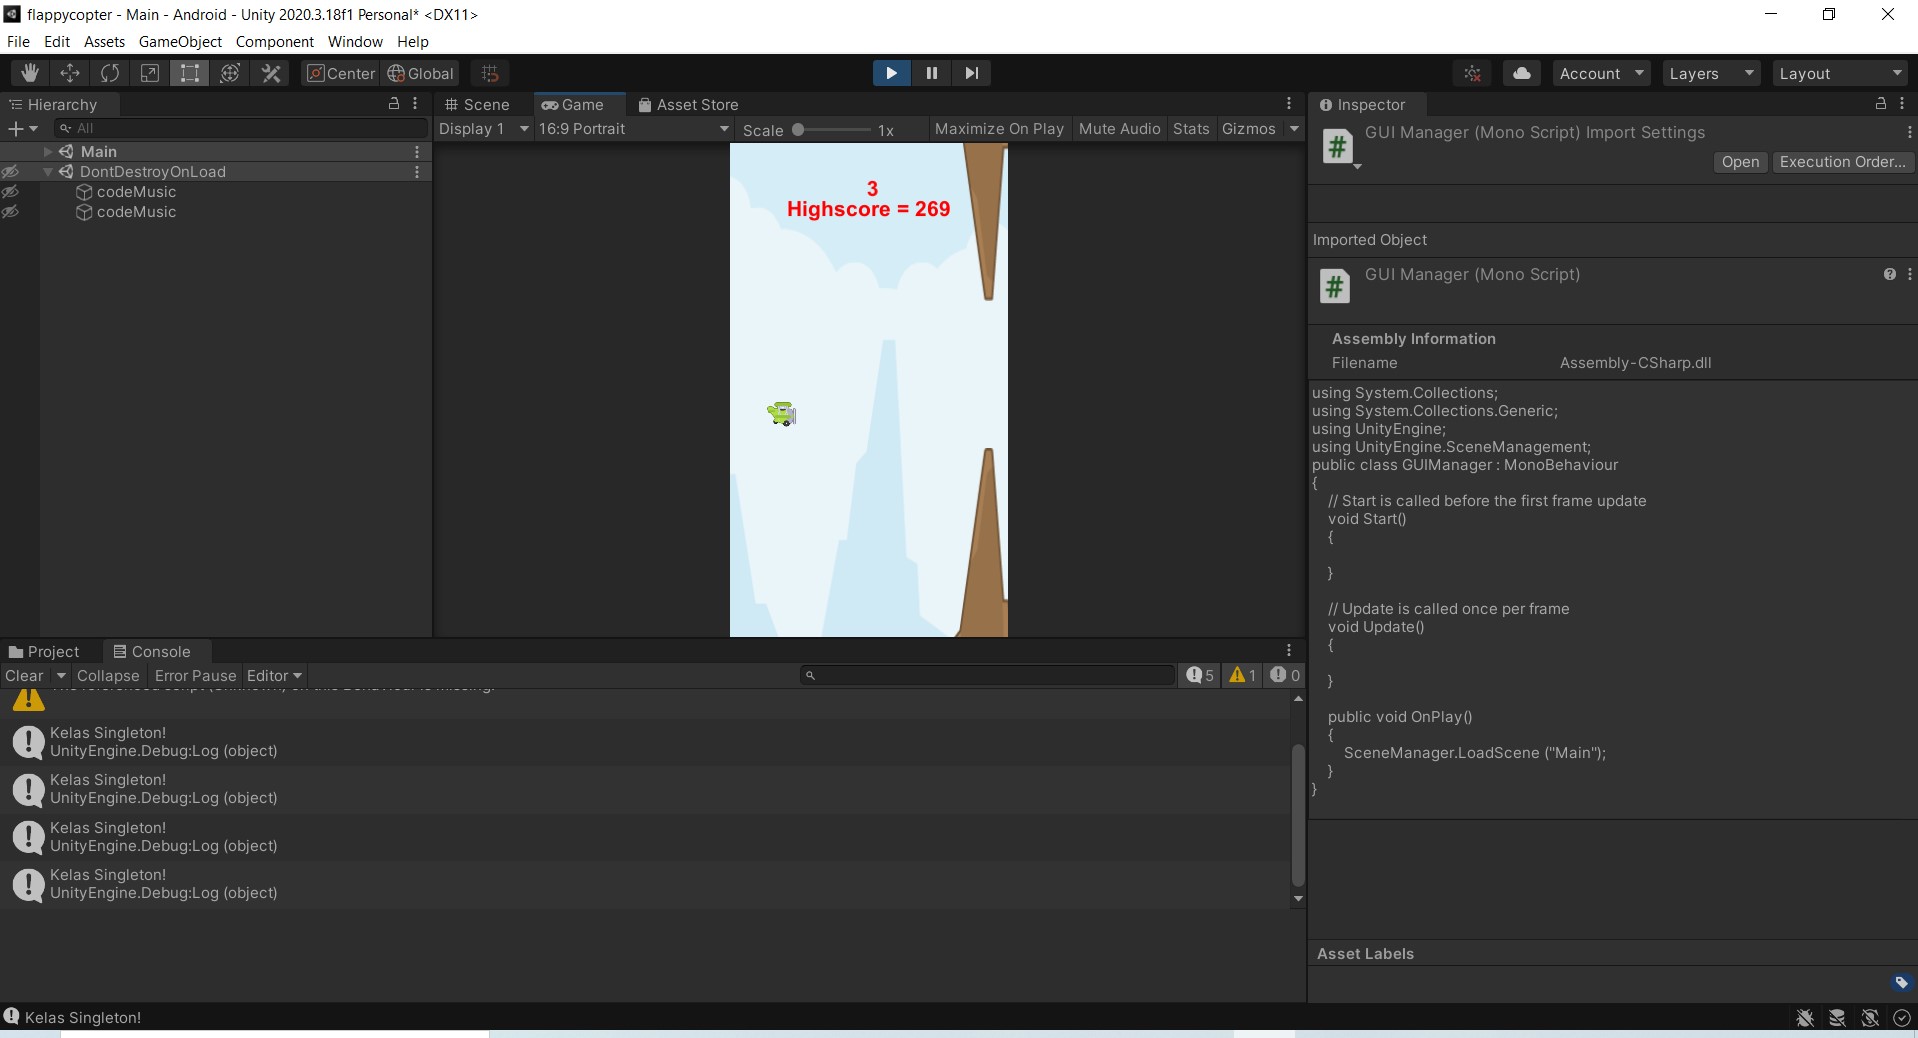 flappycopter - Main - Android - Unity 2020.3.18f1 Personal* <DX11>
File Edit Assets GameObject Component Window Help
Center Global Account Layers Layout
Hierarchy
All
Main
DontDestroyOnLoad
codeMusic
codeMusic
Scene Game Asset Store
Display 1 16:9 Portrait Scale 1x Maximize On Play Mute Audio Stats Gizmos
3
Highscore = 269
Inspector
GUI Manager (Mono Script) Import Settings
Open Execution Order...
Imported Object
GUI Manager (Mono Script)
Assembly Information
Filename Assembly-CSharp.dll
using System.Collections;
using System.Collections.Generic;
using UnityEngine;
using UnityEngine.SceneManagement;
public class GUIManager : MonoBehaviour
{
// Start is called before the first frame update
void Start()
{
}
// Update is called once per frame
void Update()
{
}
public void OnPlay()
{
SceneManager.LoadScene ("Main");
}
}
Asset Labels
Project Console
Clear Collapse Error Pause Editor 5 1 0
Kelas Singleton!
UnityEngine.Debug:Log (object)
Kelas Singleton!
UnityEngine.Debug:Log (object)
Kelas Singleton!
UnityEngine.Debug:Log (object)
Kelas Singleton!
UnityEngine.Debug:Log (object)
Kelas Singleton!